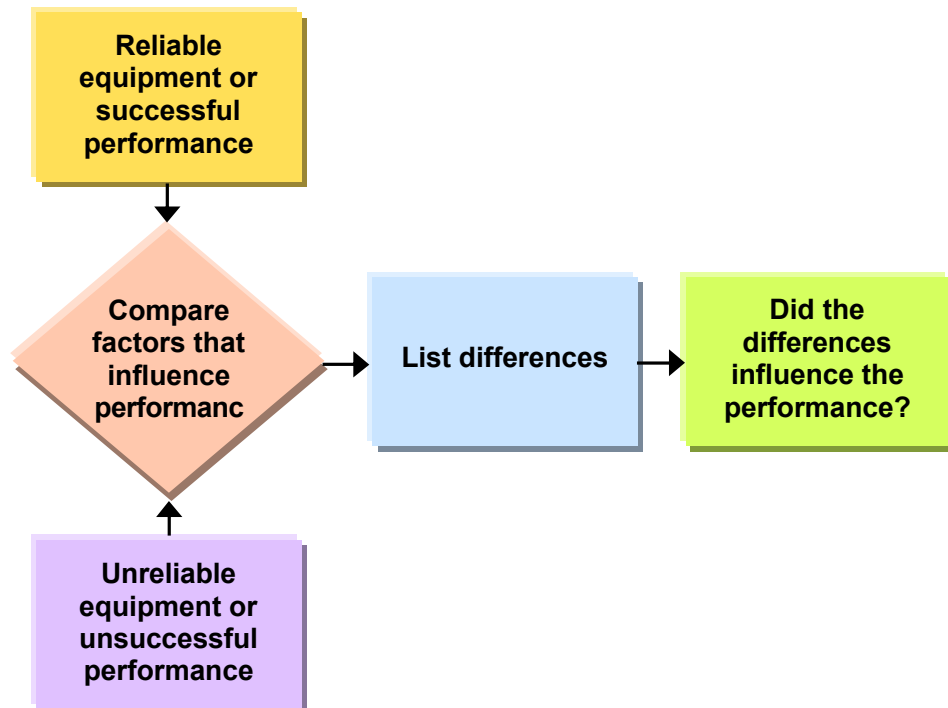 Reliable
equipment or
successful
performance
Compare
factors that
influence
performanc
List differences
Did the
differences
influence the
performance?
Unreliable
equipment or
unsuccessful
performance